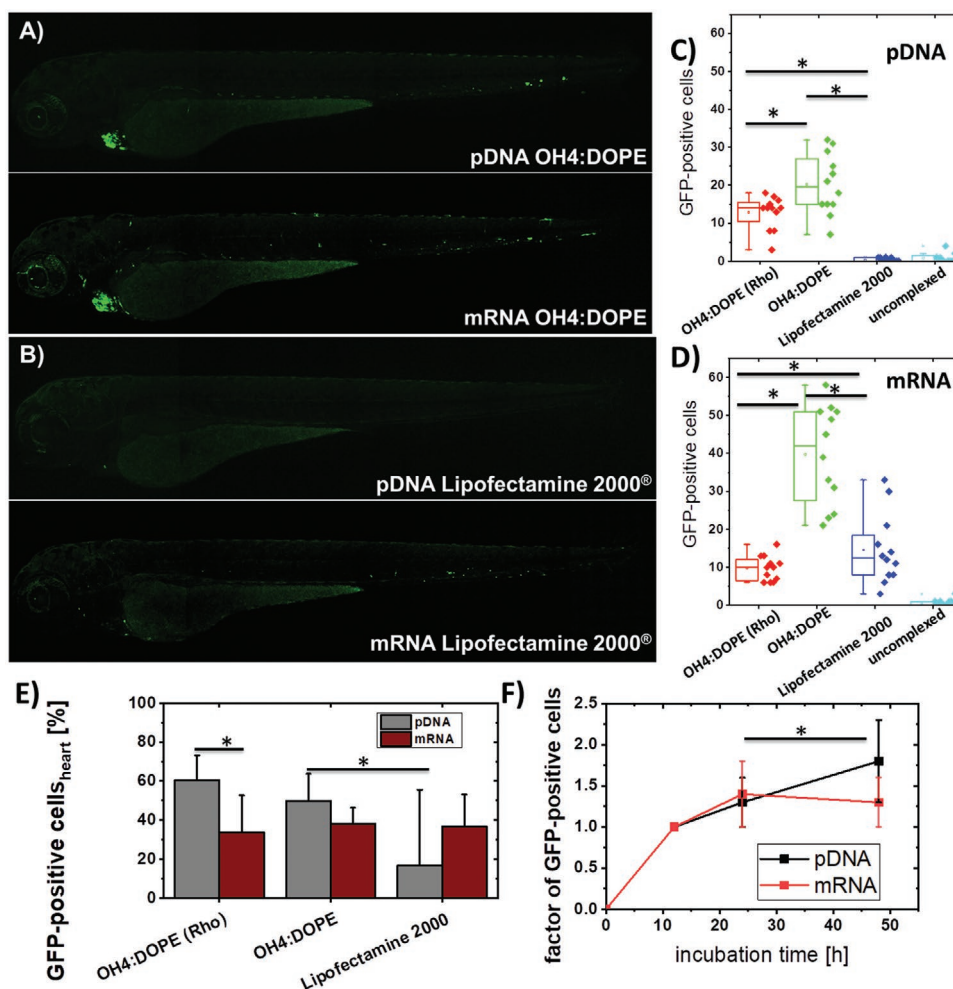 A)
pDNA OH4:DOPE
mRNA OH4:DOPE
B)
pDNA Lipofectamine 2000®
mRNA Lipofectamine 2000®
C)
pDNA
GFP-positive cells
60
50
40
30
20
10
0
*
*
*
OH4:DOPE (Rho)
OH4:DOPE
Lipofectamine 2000
uncomplexed
D)
mRNA
GFP-positive cells
60
50
40
30
20
10
0
*
*
*
OH4:DOPE (Rho)
OH4:DOPE
Lipofectamine 2000
uncomplexed
E)
GFP-positive cells heart [%]
100
80
60
40
20
0
pDNA
mRNA
*
*
OH4:DOPE (Rho)
OH4:DOPE
Lipofectamine 2000
F)
factor of GFP-positive cells
2.5
2.0
1.5
1.0
0.5
0.0
*
pDNA
mRNA
0 10 20 30 40 50
incubation time [h]